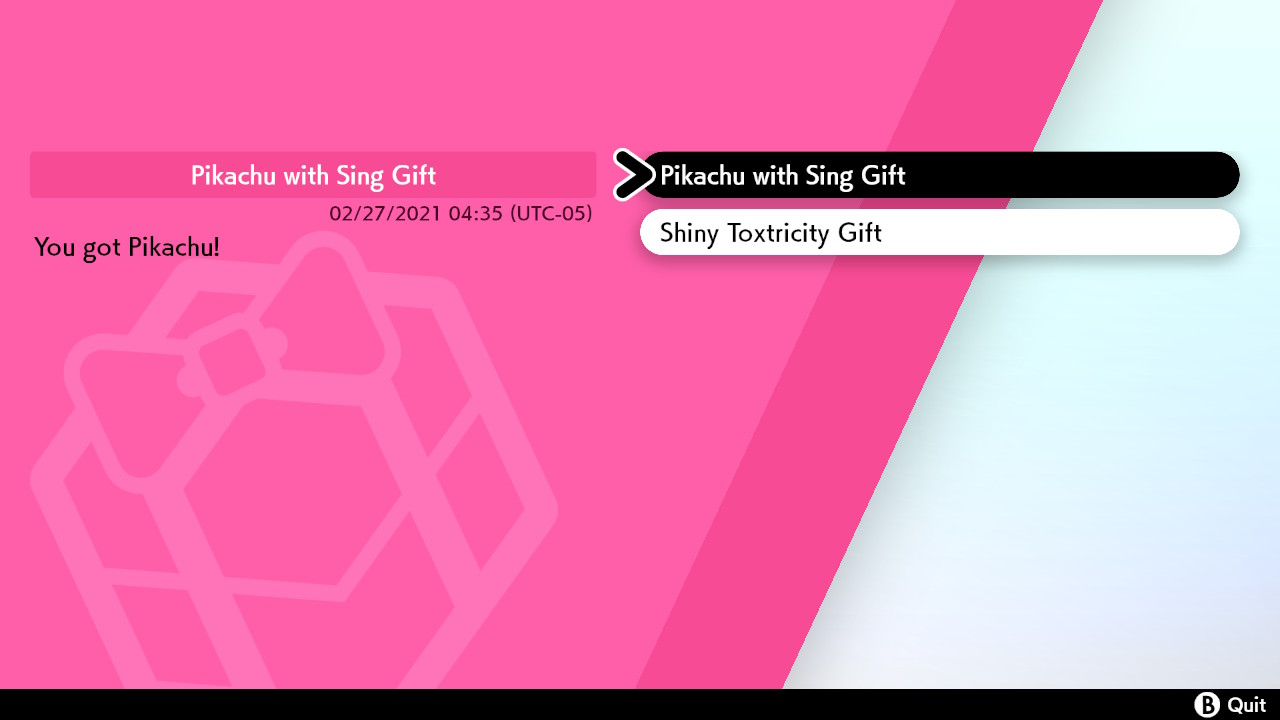 Pikachu with Sing Gift
02/27/2021 04:35 (UTC-05)
You got Pikachu!
Pikachu with Sing Gift
Shiny Toxtricity Gift
B Quit